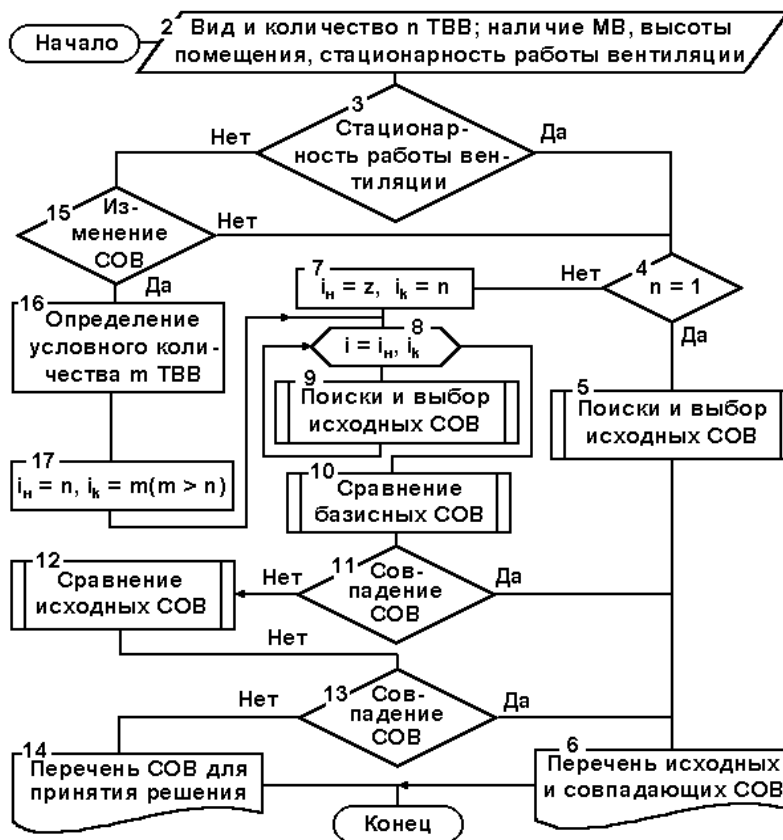 Начало
2 Вид и количество n ТВВ; наличие МВ, высоты
помещения, стационарность работы вентиляции
3
Стационар-
ность работы вен-
тиляции
Нет
Да
15
Из-
менение
СОВ
Нет
Да
4
n = 1
Нет
Да
7
iн = z, ik = n
16
Определение
условного коли-
чества m ТВВ
8
i = iн, ik
9
Поиски и выбор
исходных СОВ
5
Поиски и выбор
исходных СОВ
17
iн = n, ik = m(m > n)
10
Сравнение
базисных СОВ
11
Сов-
падение
СОВ
Нет
Да
12
Сравнение
исходных СОВ
Нет
13
Сов-
падение
СОВ
Нет
Да
14
Перечень СОВ для
принятия решения
6
Перечень исходных
и совпадающих СОВ
Конец